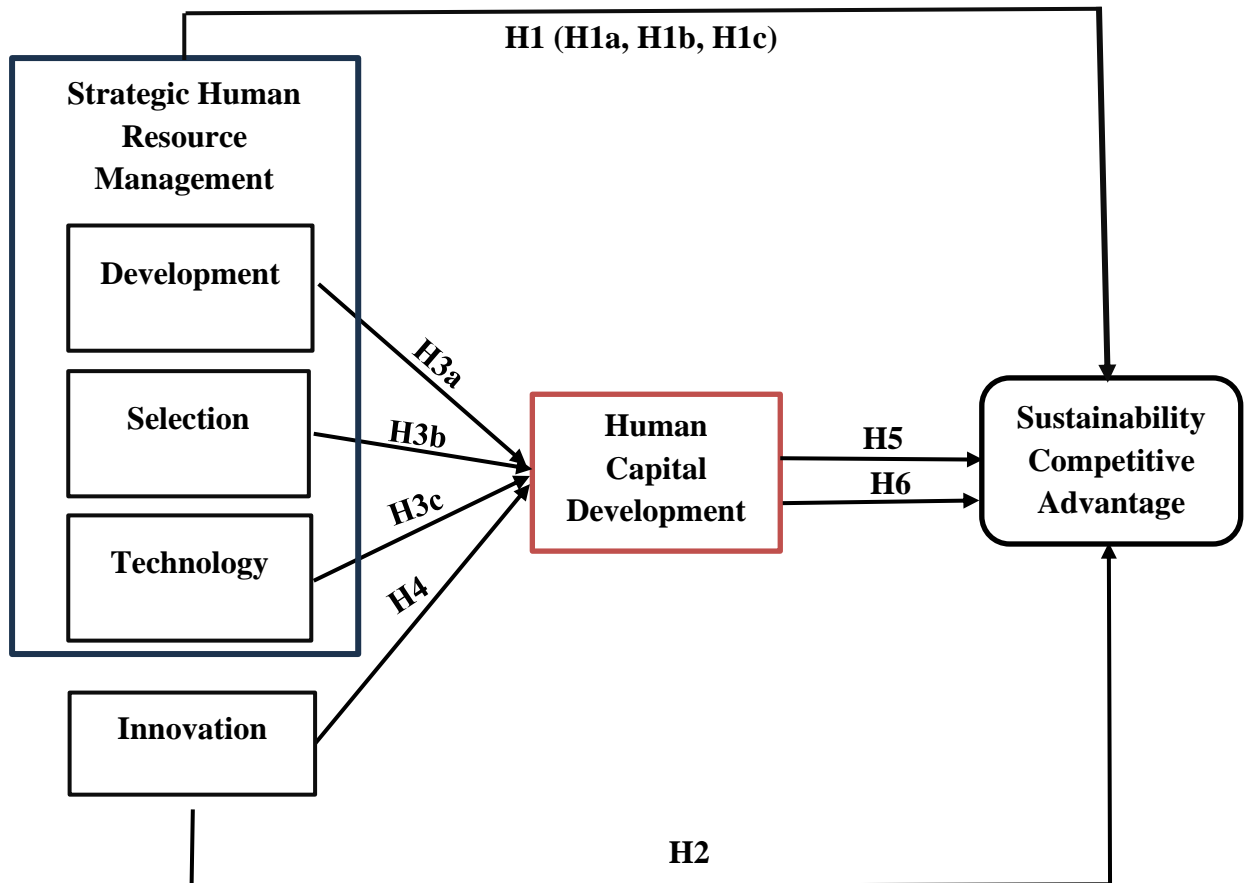 H1 (H1a, H1b, H1c)
Strategic Human
Resource
Management
Development
Selection
Technology
Innovation
H3a
H3b
H3c
H4
Human
Capital
Development
H5
H6
Sustainability
Competitive
Advantage
H2